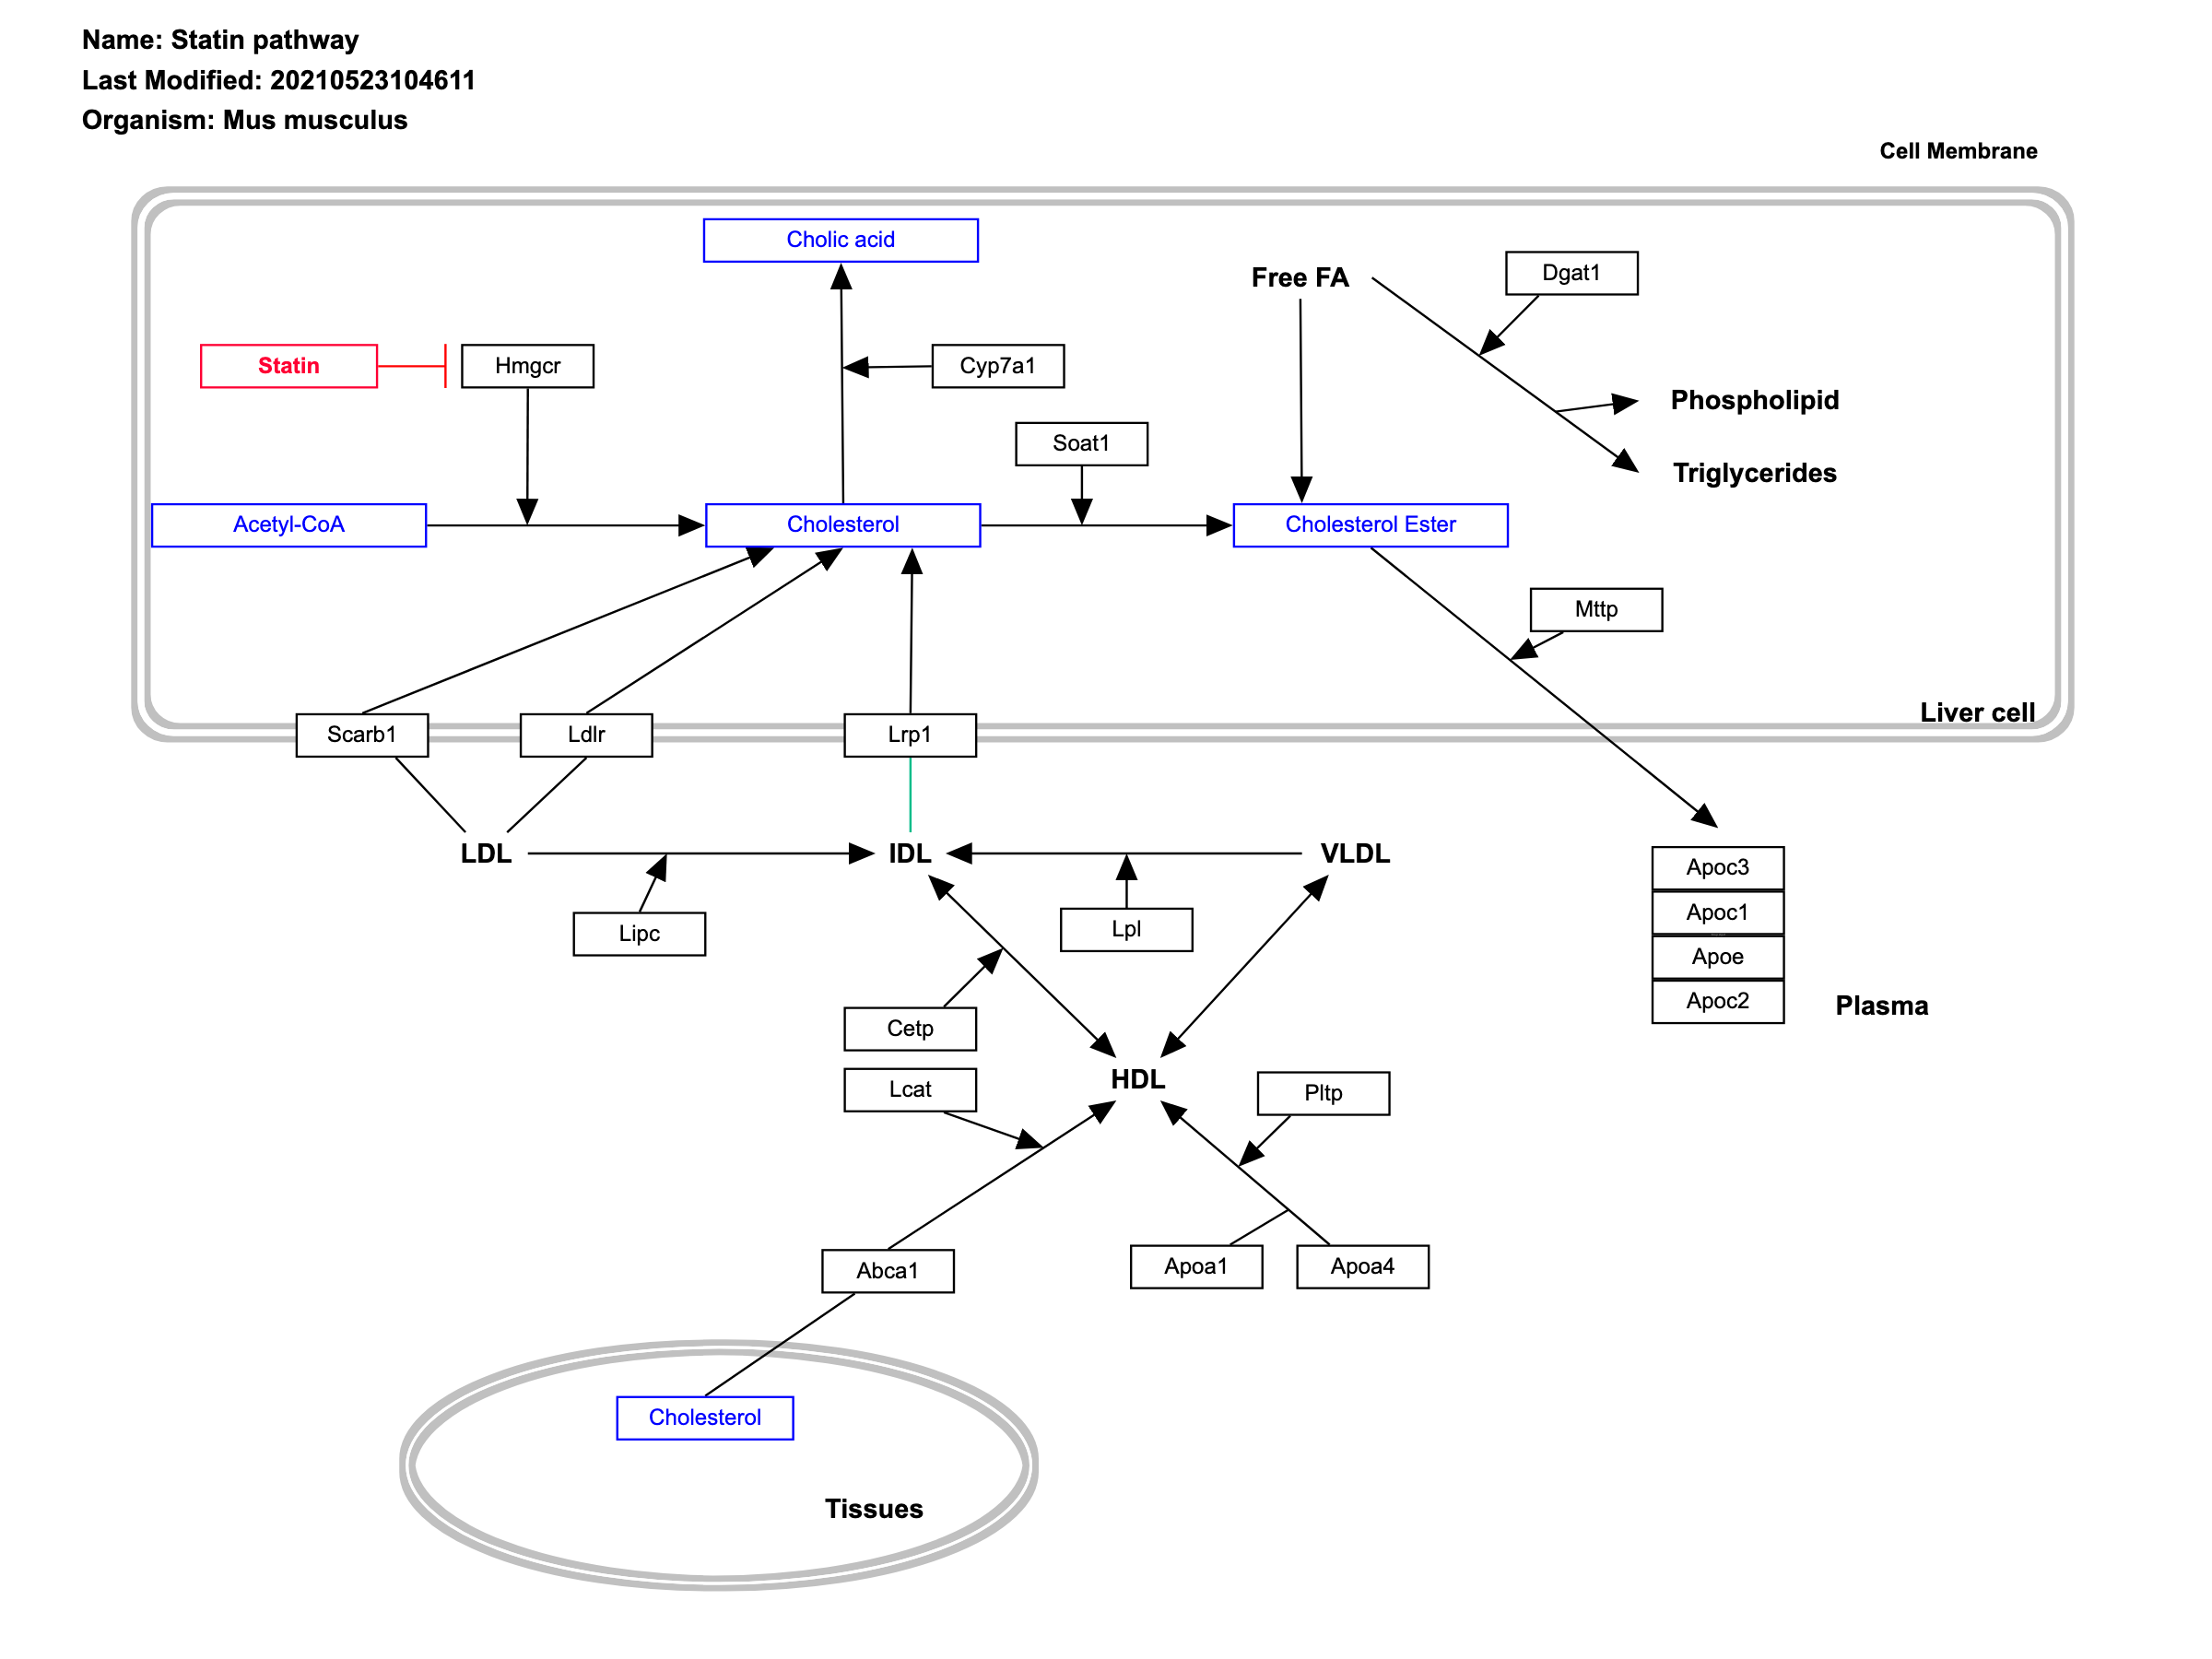 Name: Statin pathway
Last Modified: 20210523104611
Organism: Mus musculus
Cell Membrane
Cholic acid
Free FA
Dgat1
Statin
Hmgcr
Cyp7a1
Phospholipid
Soat1
Triglycerides
Acetyl-CoA
Cholesterol
Cholesterol Ester
Mttp
Liver cell
Scarb1
Ldlr
Lrp1
LDL
IDL
VLDL
Apoc3
Apoc1
Lipc
Lpl
Apoe
Apoc2
Plasma
Cetp
HDL
Lcat
Pltp
Abca1
Apoa1
Apoa4
Cholesterol
Tissues